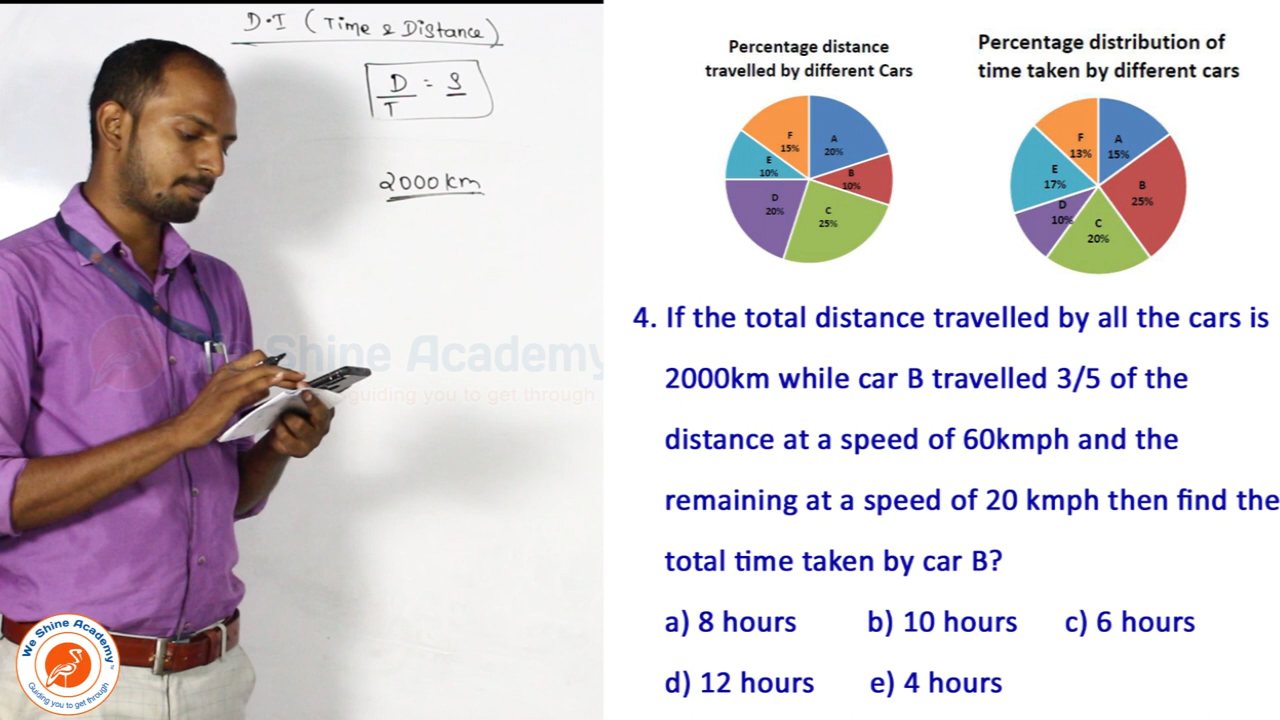 D.I (Time & Distance)
D/T = S
2000 km
We Shine Academy
guiding you to get through
We Shine Academy
Guiding you to get through
Percentage distance
travelled by different Cars
A
20%
B
10%
C
25%
D
20%
E
10%
F
15%
Percentage distribution of
time taken by different cars
A
15%
B
25%
C
20%
D
10%
E
17%
F
13%
4. If the total distance travelled by all the cars is
2000km while car B travelled 3/5 of the
distance at a speed of 60kmph and the
remaining at a speed of 20 kmph then find the
total time taken by car B?
a) 8 hours b) 10 hours c) 6 hours
d) 12 hours e) 4 hours